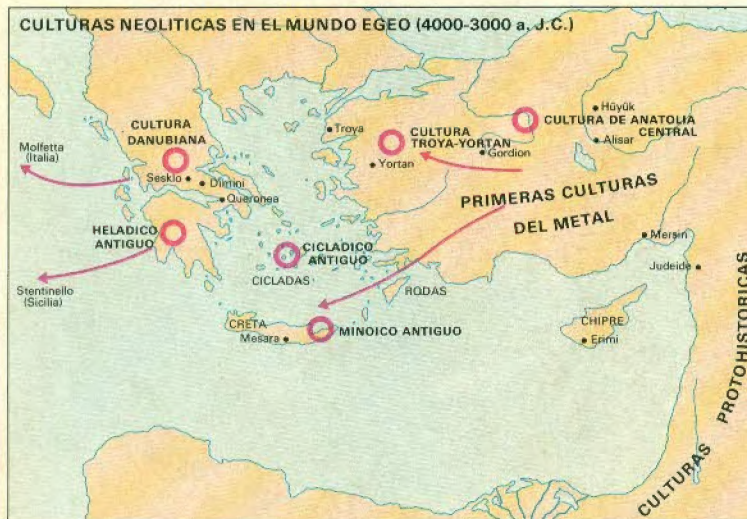 CULTURAS NEOLITICAS EN EL MUNDO EGEO (4000-3000 a. J.C.)
CULTURA
DANUBIANA
Molfetta
(Italia)
Sesklo
Dimini
Queronea
HELADICO
ANTIGUO
Stentinello
(Sicilia)
Troya
CULTURA
TROYA-YORTAN
Yortan
Gordion
Hüyük
CULTURA DE ANATOLIA
CENTRAL
Alisar
PRIMERAS CULTURAS
DEL METAL
CICLADICO
ANTIGUO
CICLADAS
RODAS
Mersin
Judeide
CRETA
Mesara
MINOICO ANTIGUO
CHIPRE
Erimi
CULTURAS PROTOHISTORICAS